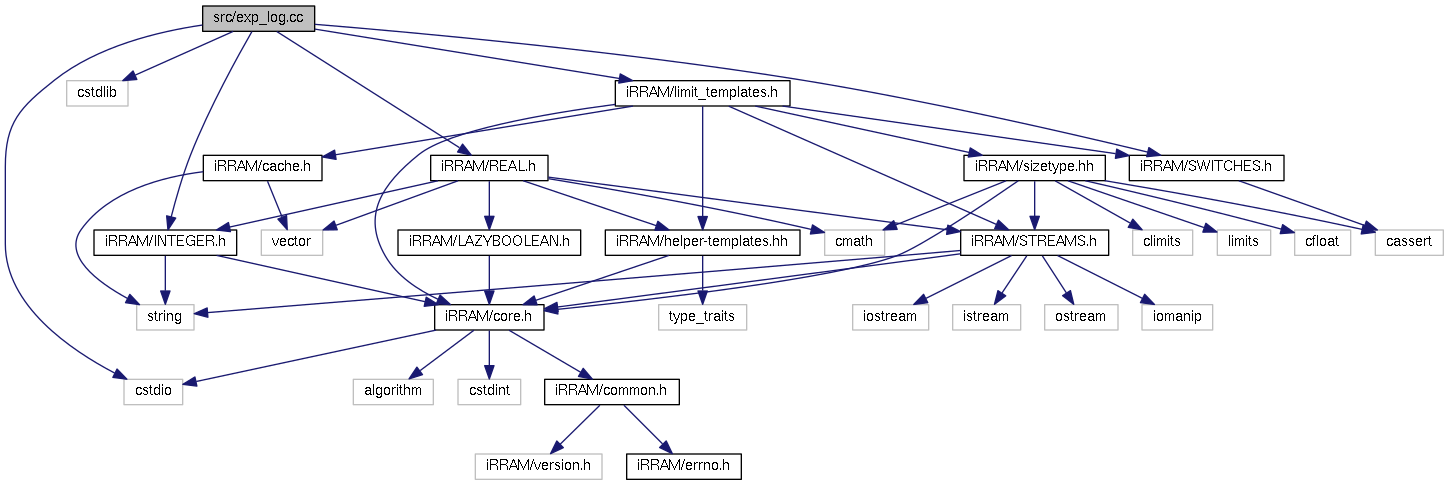 src/exp_log.cc
cstdlib
iRRAM/limit_templates.h
iRRAM/cache.h
iRRAM/REAL.h
iRRAM/sizetype.hh
iRRAM/SWITCHES.h
iRRAM/INTEGER.h
vector
iRRAM/LAZYBOOLEAN.h
iRRAM/helper-templates.hh
cmath
iRRAM/STREAMS.h
climits
limits
cfloat
cassert
string
iRRAM/core.h
type_traits
iostream
istream
ostream
iomanip
cstdio
algorithm
cstdint
iRRAM/common.h
iRRAM/version.h
iRRAM/errno.h